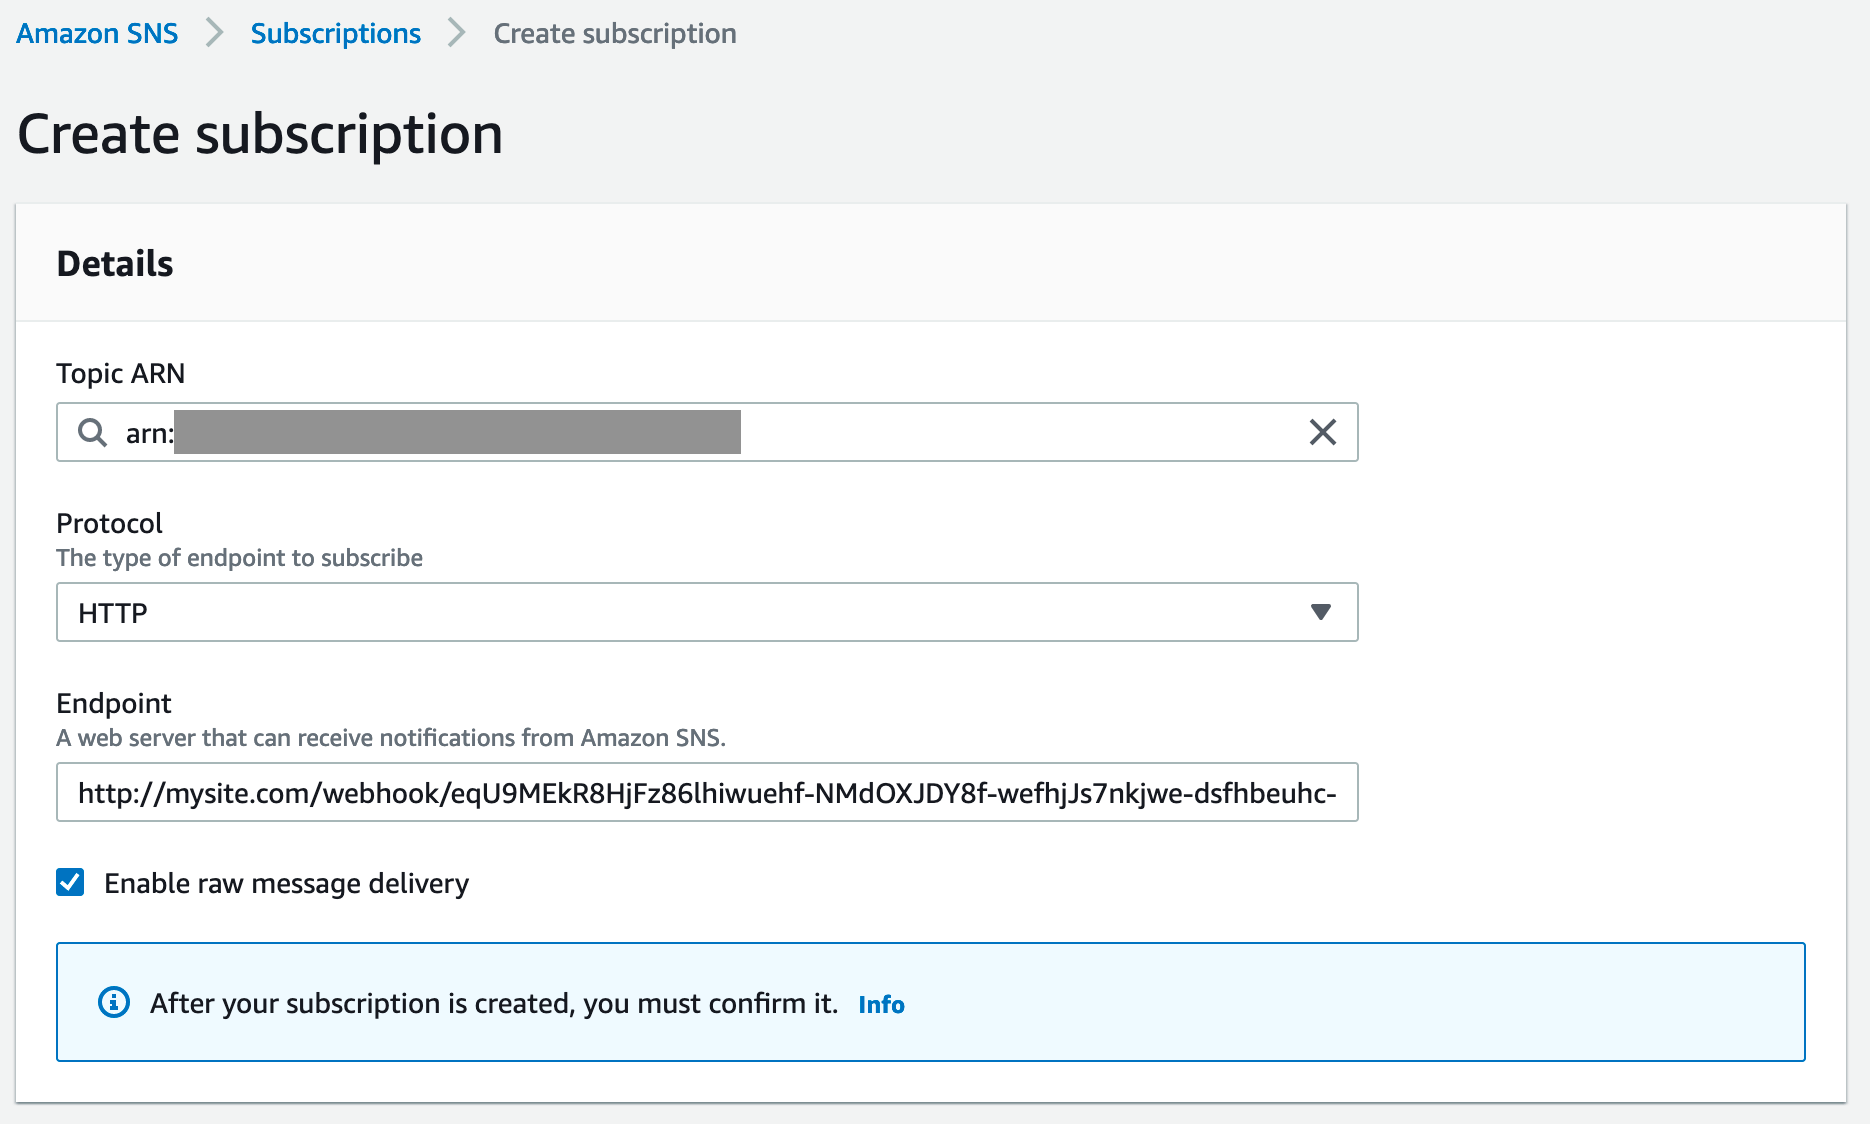 Amazon SNS > Subscriptions > Create subscription
Create subscription
Details
Topic ARN
arn:
Protocol
The type of endpoint to subscribe
HTTP
Endpoint
A web server that can receive notifications from Amazon SNS.
http://mysite.com/webhook/eqU9MEkR8HjFz86lhiwuehf-NMdOXJDY8f-wefhjJs7nkjwe-dsfhbeuhc-
Enable raw message delivery
After your subscription is created, you must confirm it. Info